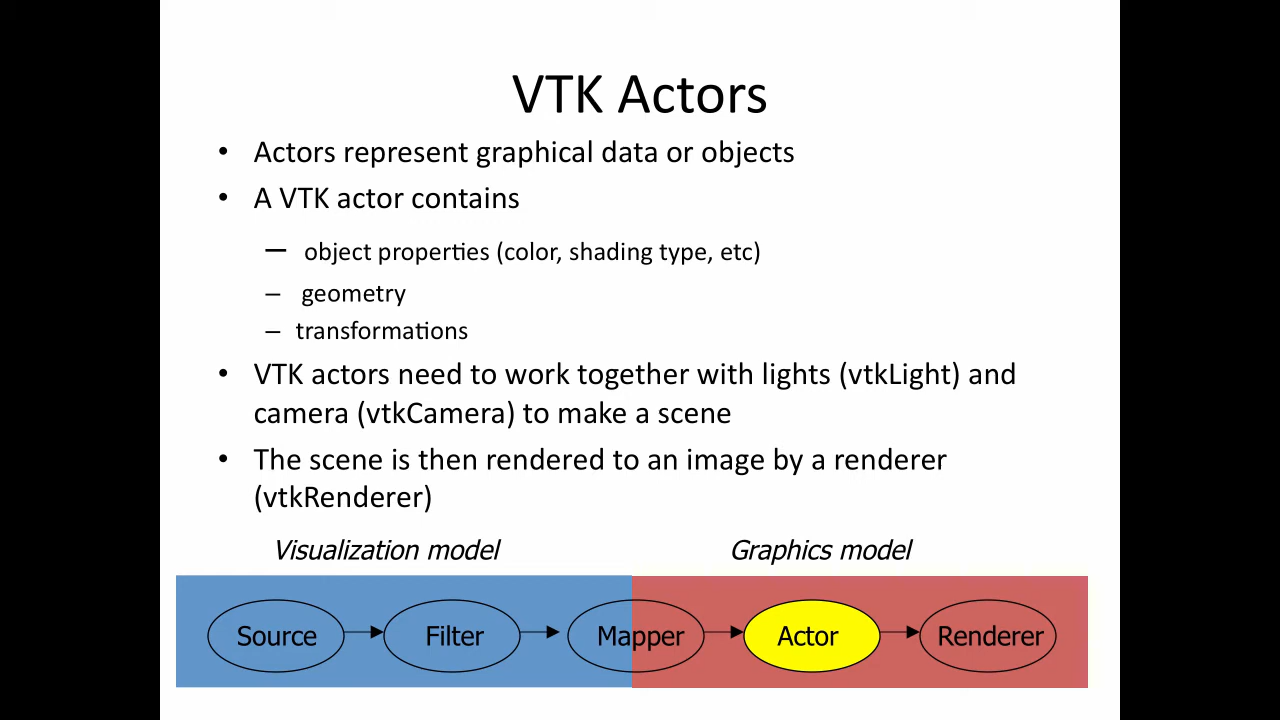 VTK Actors
• Actors represent graphical data or objects
• A VTK actor contains
– object properties (color, shading type, etc)
– geometry
– transformations
• VTK actors need to work together with lights (vtkLight) and
camera (vtkCamera) to make a scene
• The scene is then rendered to an image by a renderer
(vtkRenderer)
Visualization model Graphics model
Source Filter Mapper Actor Renderer